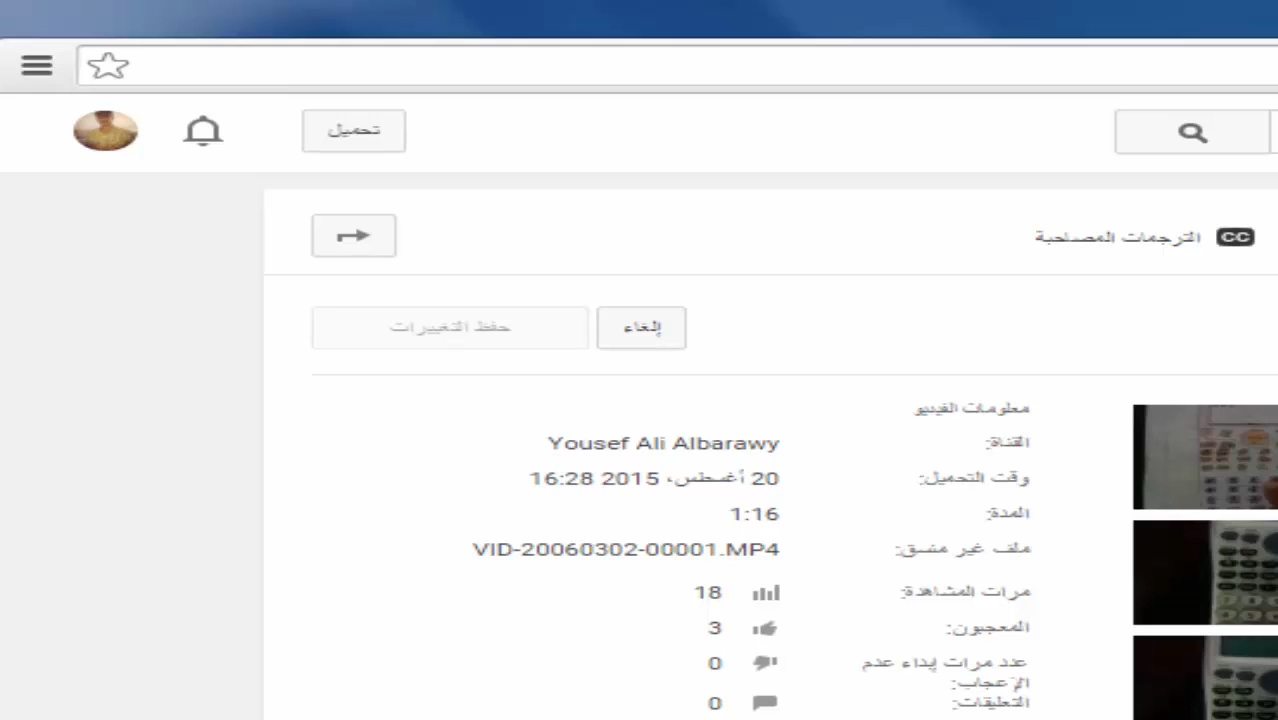 تحميل
CC الترجمات المصاحبة
إلغاء
حفظ التغييرات
معلومات الفيديو
القناة: Yousef Ali Albarawy
وقت التحميل: 20 أغسطس، 2015 16:28
المدة: 1:16
ملف غير منسق: VID-20060302-00001.MP4
مرات المشاهدة: 18
المعجبون: 3
عدد مرات إبداء عدم الإعجاب: 0
التعليقات: 0